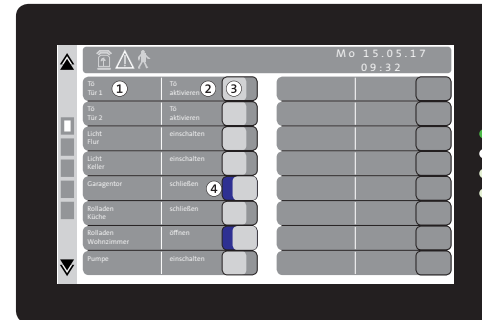 Mo 15.05.17
09:32
Tö
Tür 1
1
Tö
aktivieren
2
3
Tö
Tür 2
Tö
aktivieren
Licht
Flur
einschalten
Licht
Keller
einschalten
Garagentor
schließen
4
Rolladen
Küche
schließen
Rolladen
Wohnzimmer
öffnen
Pumpe
einschalten